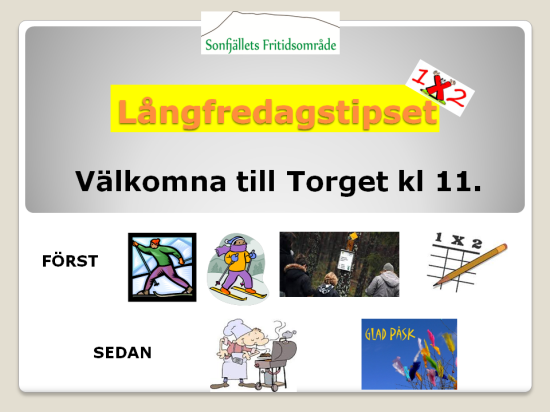 Sonfjällets Fritidsområde
1X2
Långfredagstipset
Välkomna till Torget kl 11.
FÖRST
1 X 2
SEDAN
GLAD PÅSK